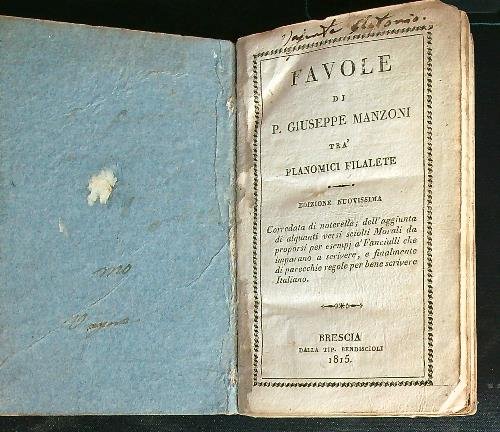 FAVOLE
DI
P. GIUSEPPE MANZONI
TRA'
PLANOMICI FILALETE
EDIZIONE NUOVISSIMA
Corredata di noterelle; dell'aggiunta
di alquanti versi sciolti Morali da
proporsi per esempj a' Fanciulli che
imparano a scrivere, e finalmente
di parecchie regole per bene scrivere
Italiano.
BRESCIA
DALLA TIP. BENDISCIOLI
1815.